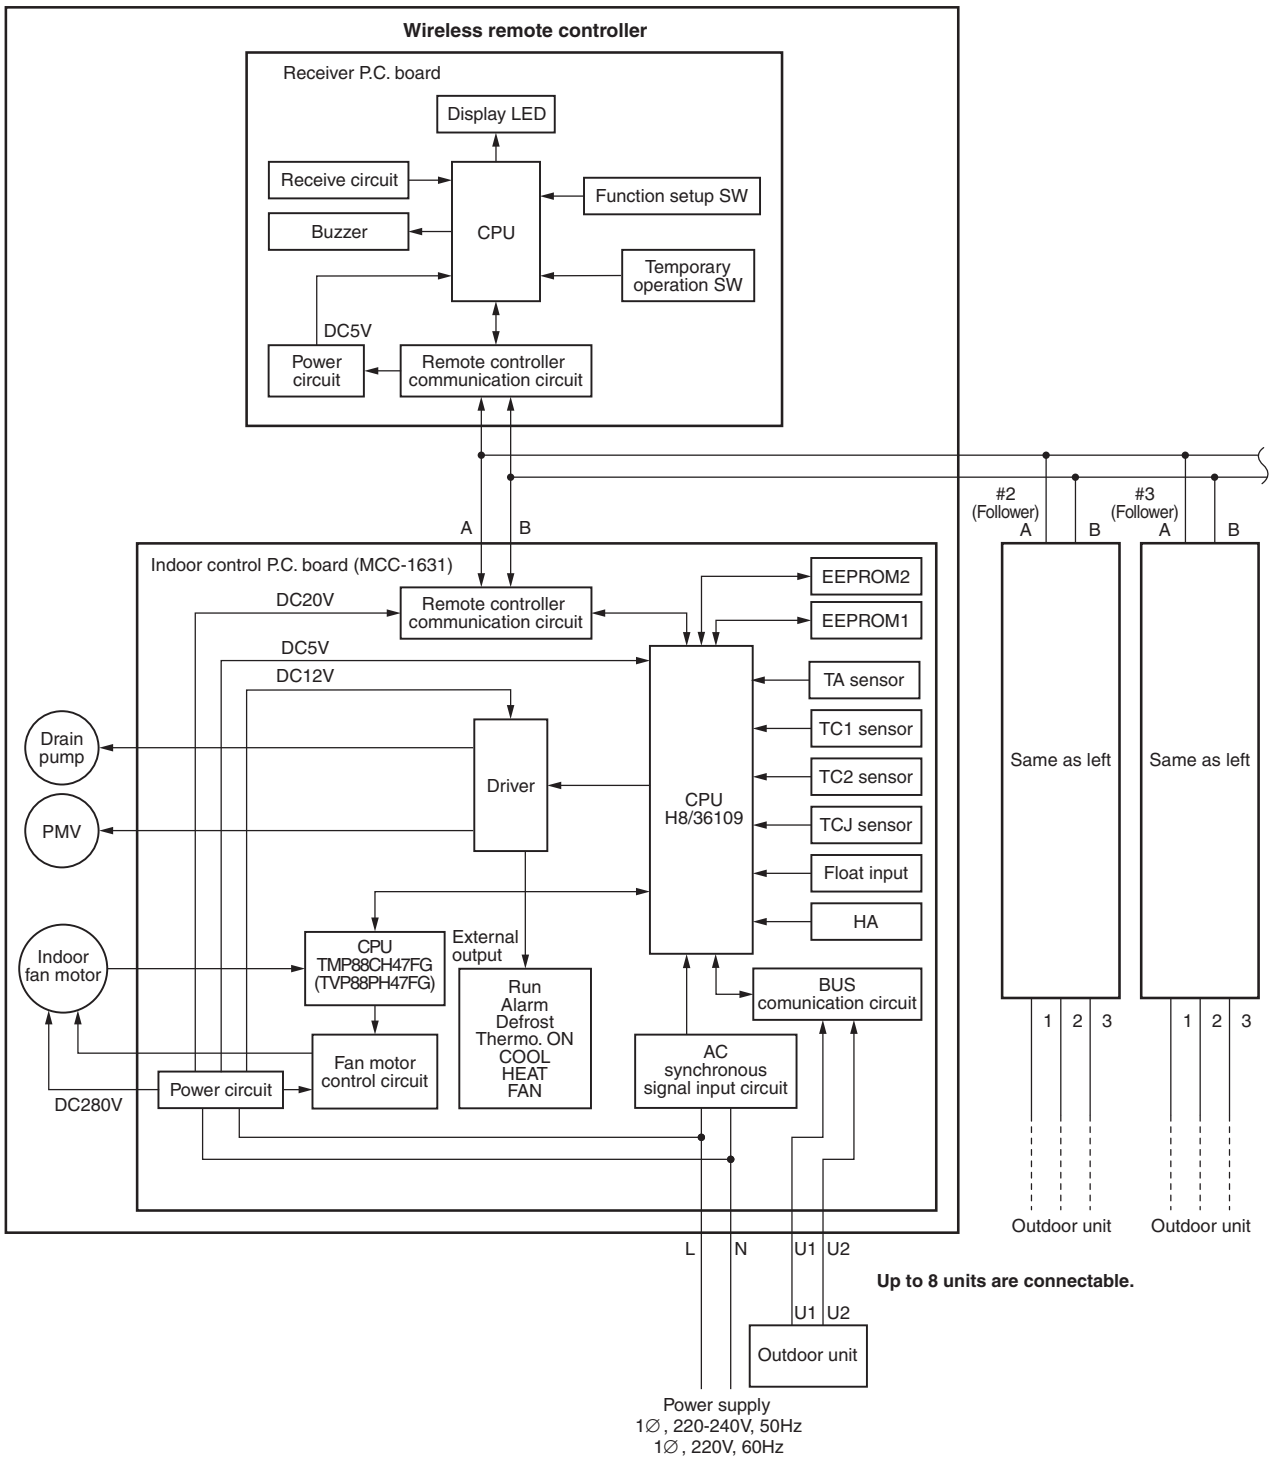 Wireless remote controller
Receiver P.C. board
Display LED
Receive circuit
Function setup SW
Buzzer
CPU
Temporary
operation SW
DC5V
Power
circuit
Remote controller
communication circuit
#2
(Follower)
A
B
#3
(Follower)
A
B
A
B
Indoor control P.C. board (MCC-1631)
DC20V
Remote controller
communication circuit
EEPROM2
EEPROM1
DC5V
DC12V
TA sensor
TC1 sensor
TC2 sensor
TCJ sensor
Float input
HA
Drain
pump
PMV
Driver
CPU
H8/36109
Same as left
Same as left
Indoor
fan motor
CPU
TMP88CH47FG
(TVP88PH47FG)
External
output
Run
Alarm
Defrost
Thermo. ON
COOL
HEAT
FAN
BUS
comunication circuit
AC
synchronous
signal input circuit
Fan motor
control circuit
Power circuit
DC280V
1
2
3
1
2
3
Outdoor unit
Outdoor unit
L
N
U1
U2
Up to 8 units are connectable.
U1
U2
Outdoor unit
Power supply
1∅, 220-240V, 50Hz
1∅, 220V, 60Hz